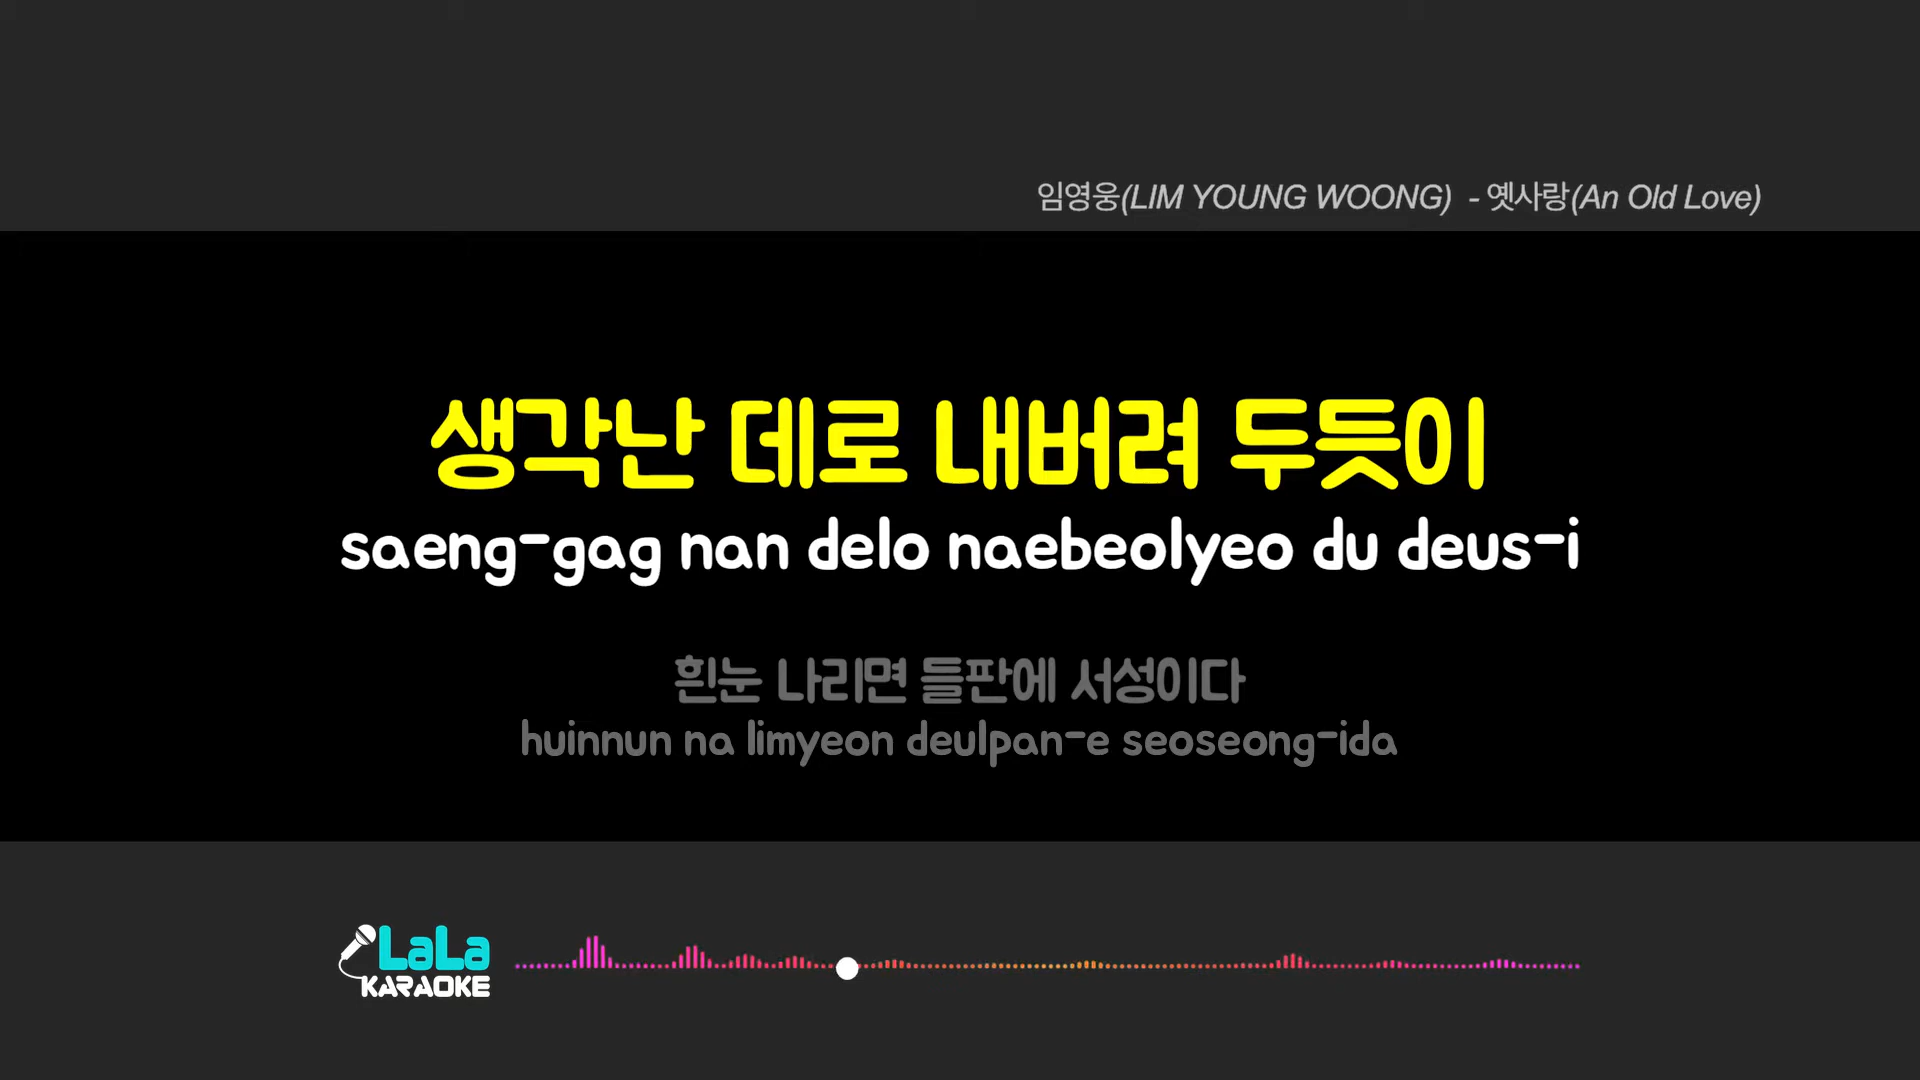 임영웅(LIM YOUNG WOONG) - 옛사랑(An Old Love)
생각난 데로 내버려 두듯이
saeng-gag nan delo naebeolyeo du deus-i
흰눈 나리면 들판에 서성이다
huinnun na limyeon deulpan-e seoseong-ida
LaLa
KARAOKE